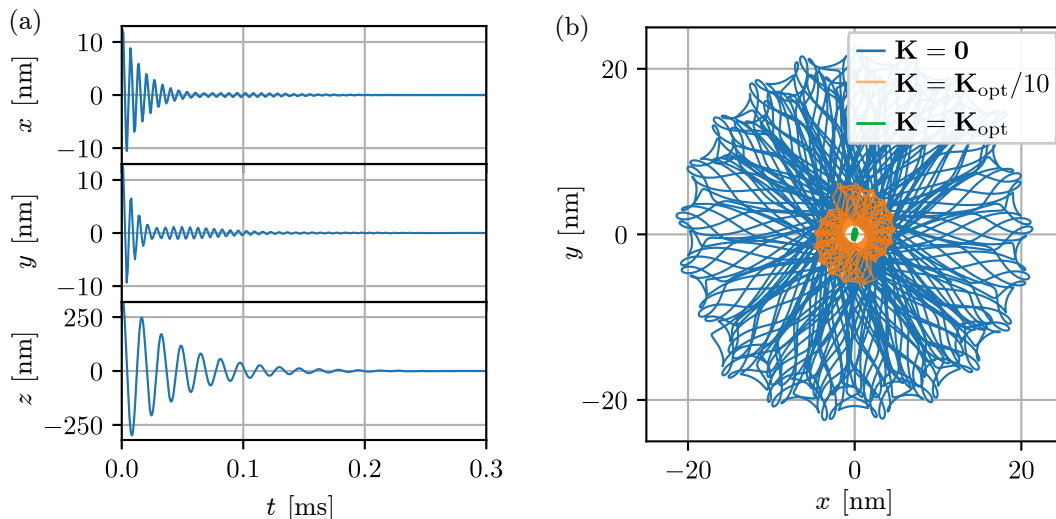 (a)
10
0
−10
x [nm]
10
0
−10
y [nm]
250
0
−250
z [nm]
0.0 0.1 0.2 0.3
t [ms]
(b)
K = 0
K = K_opt/10
K = K_opt
20
0
−20
y [nm]
−20 0 20
x [nm]